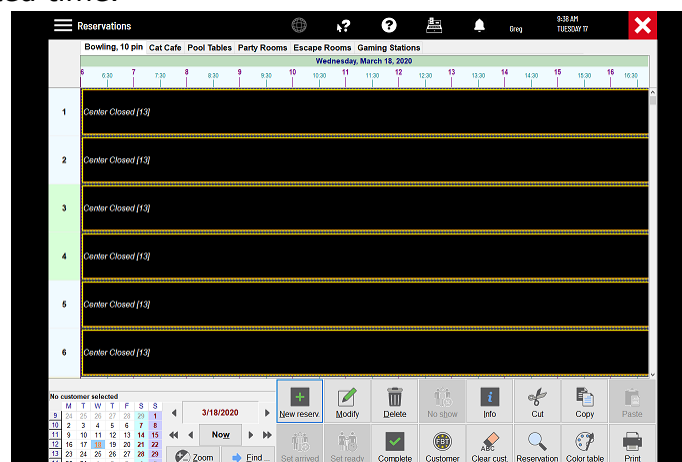 Reservations
?
?
Greg
9:38 AM
TUESDAY 17
Bowling, 10 pin Cat Cafe Pool Tables Party Rooms Escape Rooms Gaming Stations
Wednesday, March 18, 2020
6 6:30 7 7:30 8 8:30 9 9:30 10 10:30 11 11:30 12 12:30 13 13:30 14 14:30 15 15:30 16 16:30
1 Center Closed [13]
2 Center Closed [13]
3 Center Closed [13]
4 Center Closed [13]
5 Center Closed [13]
6 Center Closed [13]
No customer selected
M T W T F S S
9 24 25 26 27 28 29 1
10 2 3 4 5 6 7 8
11 9 10 11 12 13 14 15
12 16 17 18 19 20 21 22
13 23 24 25 26 27 28 29
3/18/2020
Now
Zoom Find ...
New reserv. Modify Delete No show Info Cut Copy Paste
Set arrived Set ready Complete Customer Clear cust. Reservation Color table Print
FBT
ABC